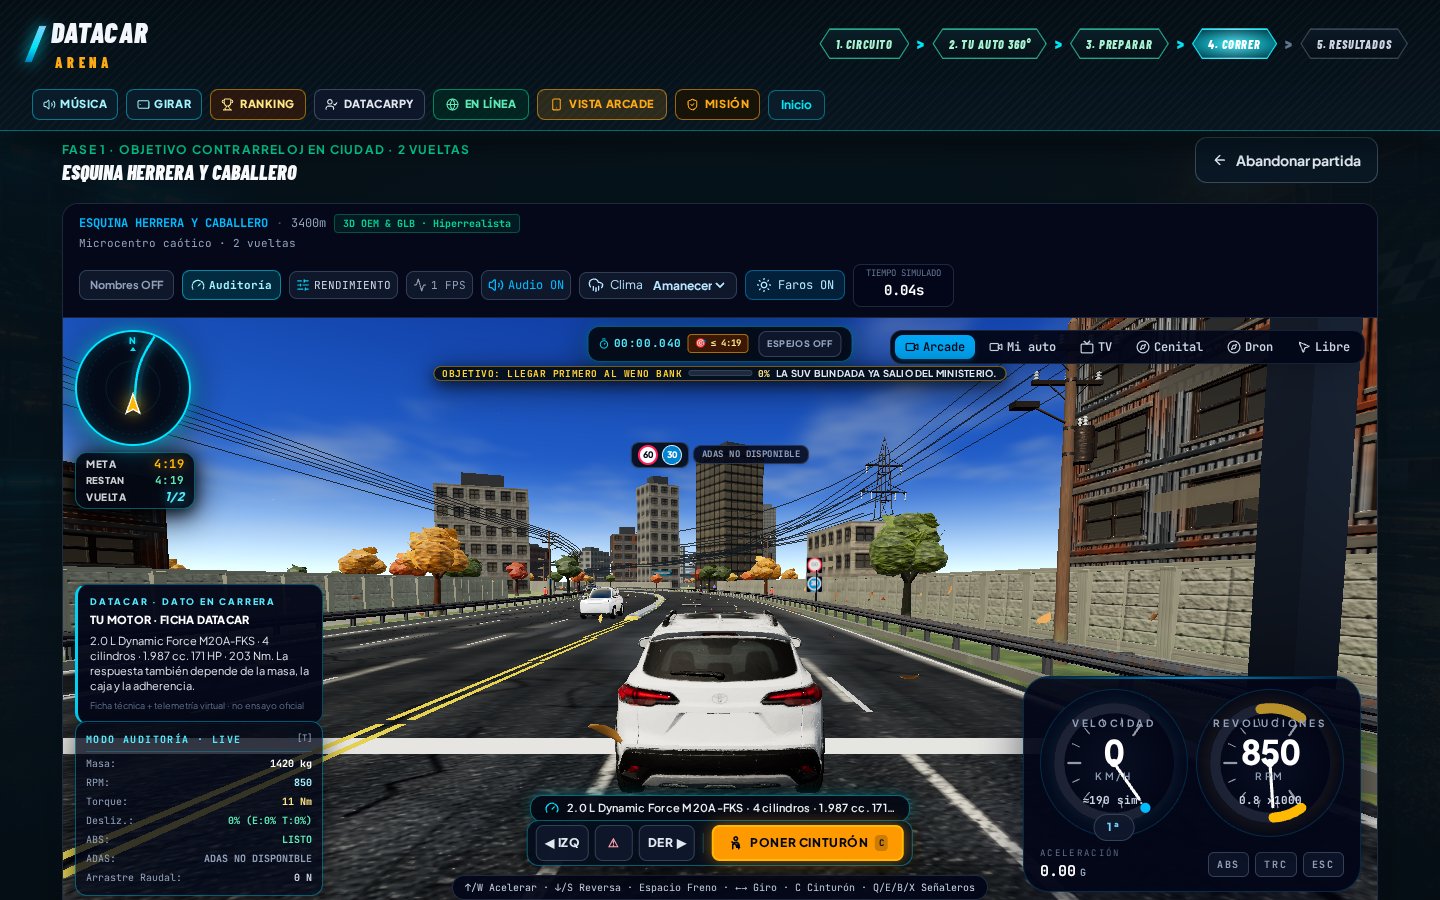 DATACAR
ARENA
1. CIRCUITO > 2. TU AUTO 360° > 3. PREPARAR > 4. CORRER > 5. RESULTADOS
MÚSICA GIRAR RANKING DATACARPY EN LÍNEA VISTA ARCADE MISIÓN Inicio
FASE 1 · OBJETIVO CONTRARRELOJ EN CIUDAD · 2 VUELTAS
ESQUINA HERRERA Y CABALLERO
← Abandonar partida
ESQUINA HERRERA Y CABALLERO · 3400m 3D OEM & GLB · Hiperrealista
Microcentro caótico · 2 vueltas
Nombres OFF Auditoría RENDIMIENTO 1 FPS Audio ON Clima Amanecer Faros ON
TIEMPO SIMULADO
0.04s
N
00:00.040 🎯 ≤ 4:19 ESPEJOS OFF
Arcade Mi auto TV Cenital Dron Libre
OBJETIVO: LLEGAR PRIMERO AL WENO BANK 0% LA SUV BLINDADA YA SALIO DEL MINISTERIO.
60 30 ADAS NO DISPONIBLE
META 4:19
RESTAN 4:19
VUELTA 1/2
DATACAR · DATO EN CARRERA
TU MOTOR · FICHA DATACAR
2.0 L Dynamic Force M20A-FKS · 4
cilindros · 1.987 cc. 171 HP · 203 Nm. La
respuesta también depende de la masa, la
caja y la adherencia.
Ficha técnica + telemetría virtual · no ensayo oficial
MODO AUDITORÍA · LIVE [T]
Masa: 1420 kg
RPM: 850
Torque: 11 Nm
Desliz.: 0% (E:0% T:0%)
ABS: LISTO
ADAS: ADAS NO DISPONIBLE
Arrastre Raudal: 0 N
2.0 L Dynamic Force M20A-FKS · 4 cilindros · 1.987 cc. 171…
◀ IZQ ⚠ DER ▶ PONER CINTURÓN C
↑/W Acelerar · ↓/S Reversa · Espacio Freno · ←→ Giro · C Cinturón · Q/E/B/X Señaleros
VELOCIDAD
0
KM/H
≈190 sim.
1ª
REVOLUCIONES
850
RPM
0.8 x1000
ACELERACIÓN
0.00 G
ABS TRC ESC